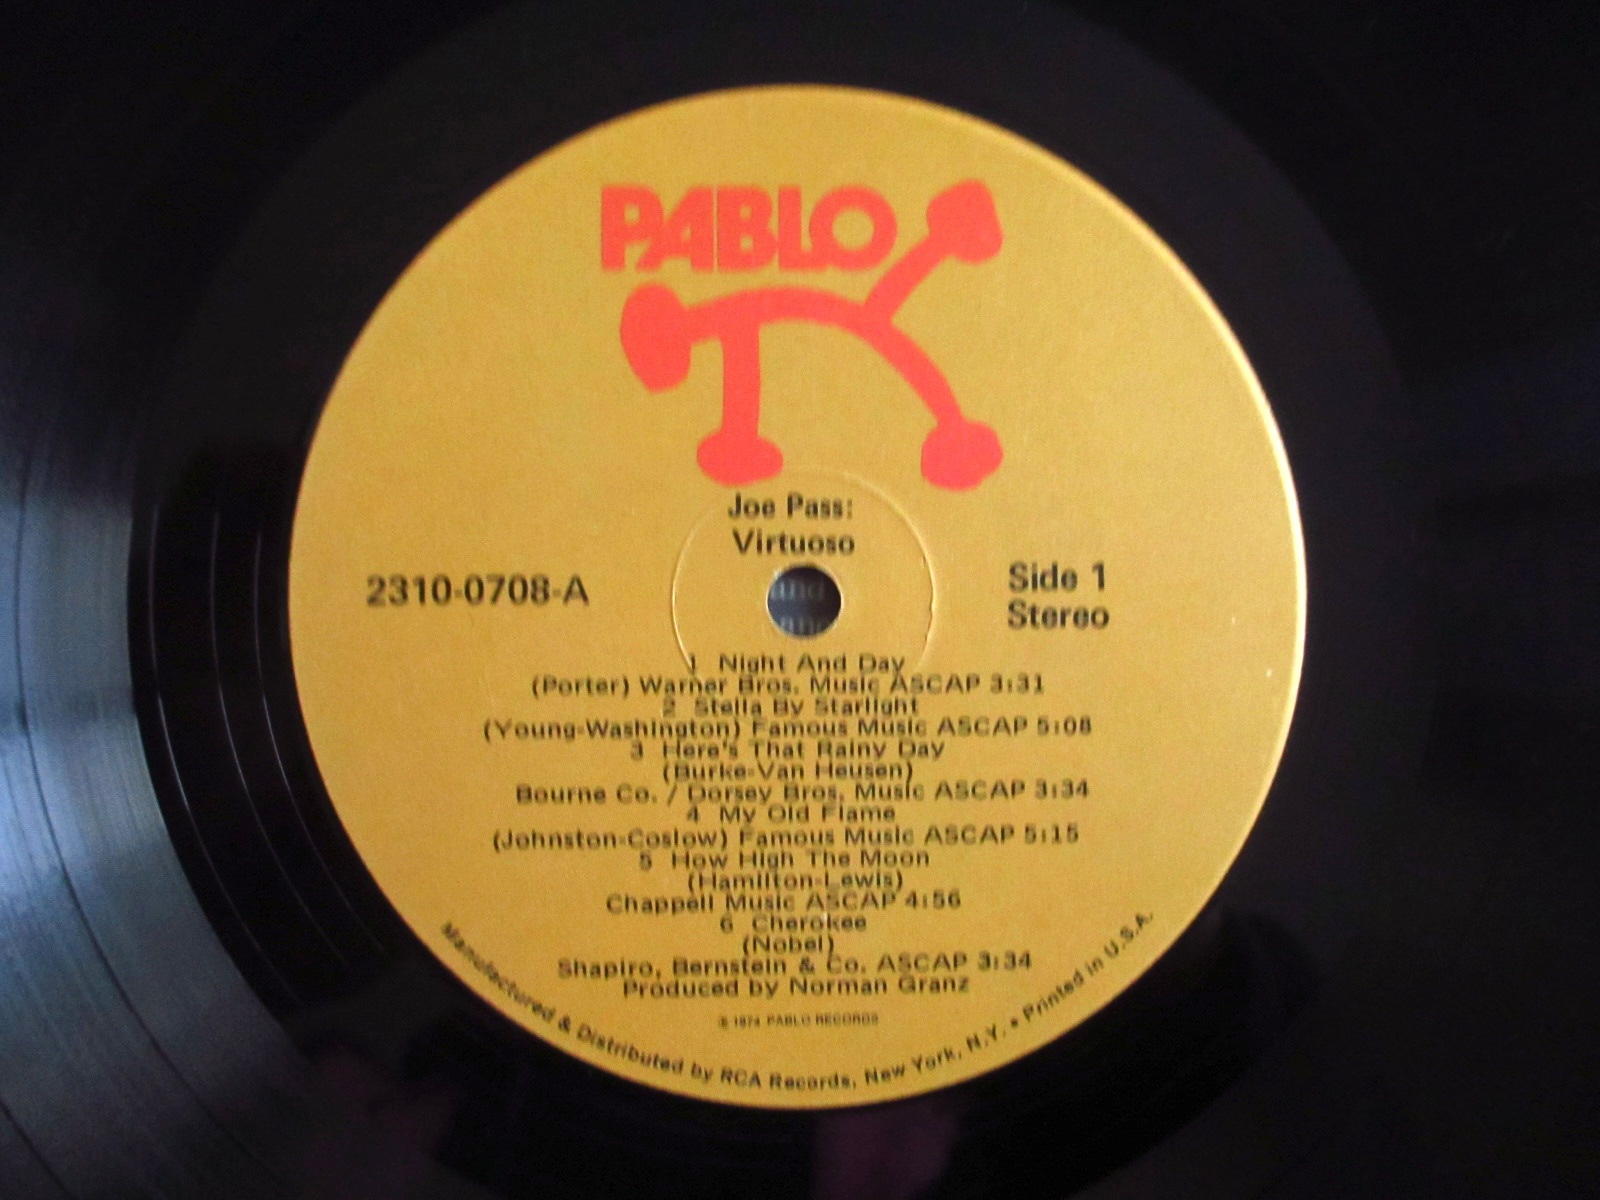 PABLO
Joe Pass:
Virtuoso
2310-0708-A
Side 1
Stereo
1 Night And Day
(Porter) Warner Bros. Music ASCAP 3:31
2 Stella By Starlight
(Young-Washington) Famous Music ASCAP 5:08
3 Here's That Rainy Day
(Burke-Van Heusen)
Bourne Co. / Dorsey Bros. Music ASCAP 3:34
4 My Old Flame
(Johnston-Coslow) Famous Music ASCAP 5:15
5 How High The Moon
(Hamilton-Lewis)
Chappell Music ASCAP 4:56
6 Cherokee
(Nobel)
Shapiro, Bernstein & Co. ASCAP 3:34
Produced by Norman Granz
℗ 1974 PABLO RECORDS
Manufactured & Distributed by RCA Records, New York, N.Y. • Printed in U.S.A.